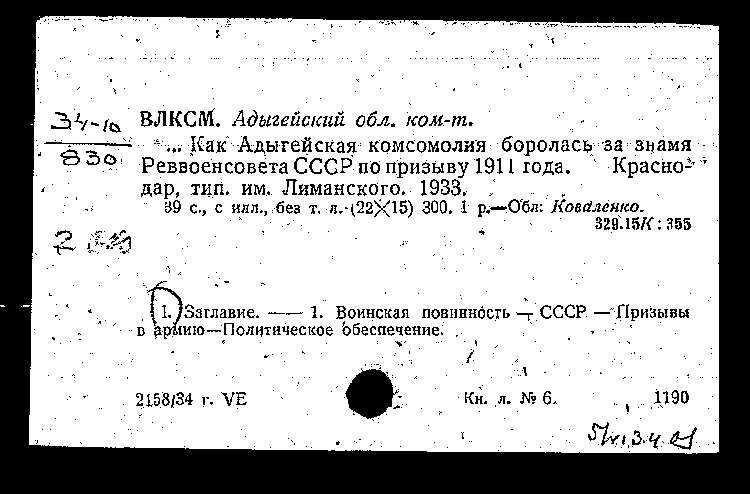 34-10
830
ВЛКСМ. Адыгейский обл. ком-т.
... Как Адыгейская комсомолия боролась за знамя
Реввоенсовета СССР по призыву 1911 года. Красно-
дар, тип. им. Лиманского. 1933.
39 с., с илл., без т. л. (22×15) 300. 1 р.—Обл: Коваленко.
329.15К : 355
I. Заглавие. — 1. Воинская повинность — СССР — Призывы
в армию—Политическое обеспечение.
2158/34 г. VE
Кн. л. № 6.
1190